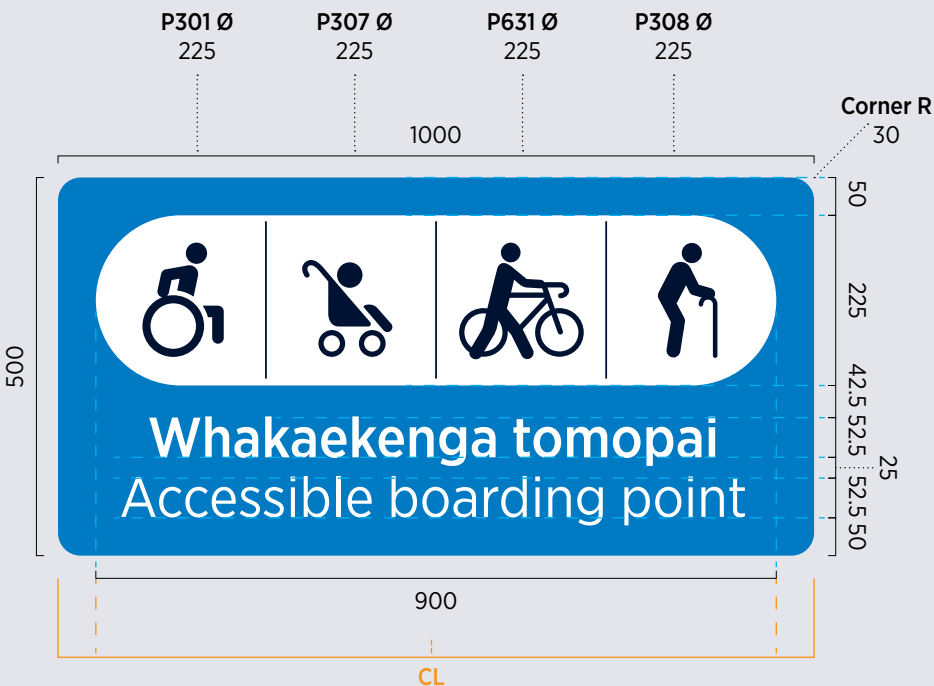 P301 Ø P307 Ø P631 Ø P308 Ø
225 225 225 225
Corner R
30
1000
50
225
42.5
52.5
25
52.5
50
500
Whakaekenga tomopai
Accessible boarding point
900
CL